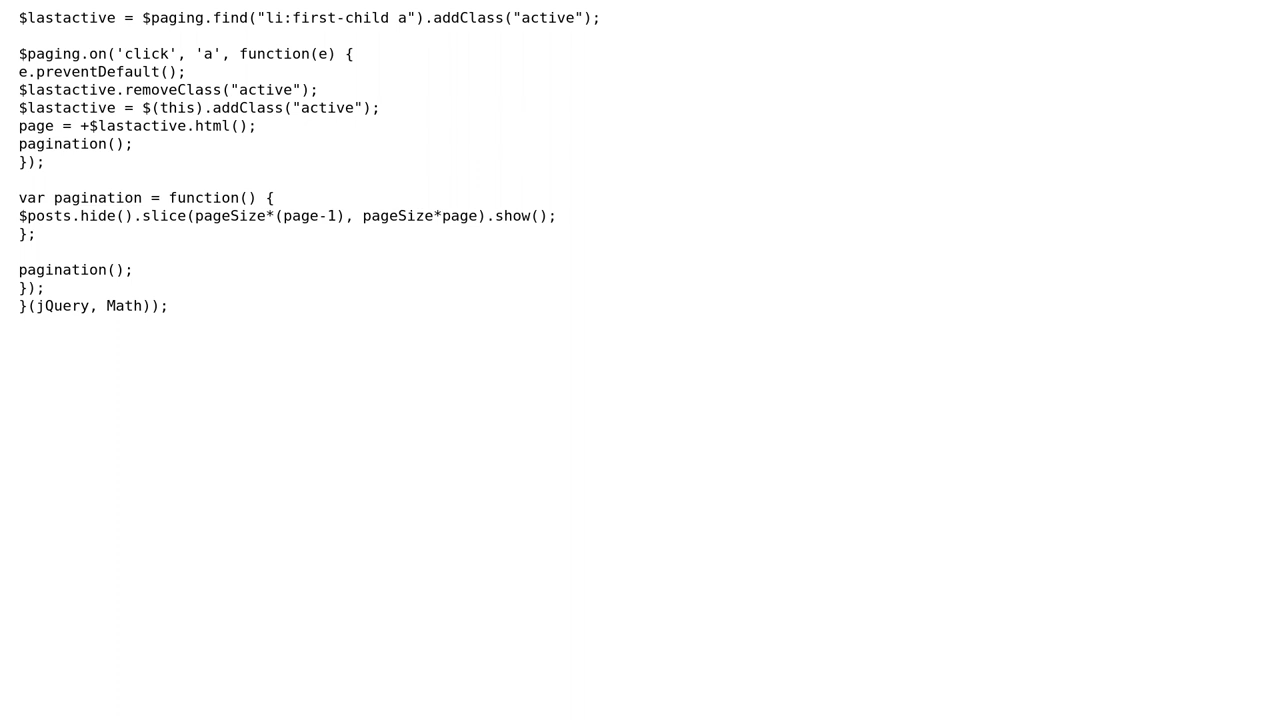 $lastactive = $paging.find("li:first-child a").addClass("active");

$paging.on('click', 'a', function(e) {
e.preventDefault();
$lastactive.removeClass("active");
$lastactive = $(this).addClass("active");
page = +$lastactive.html();
pagination();
});

var pagination = function() {
$posts.hide().slice(pageSize*(page-1), pageSize*page).show();
};

pagination();
});
}(jQuery, Math));